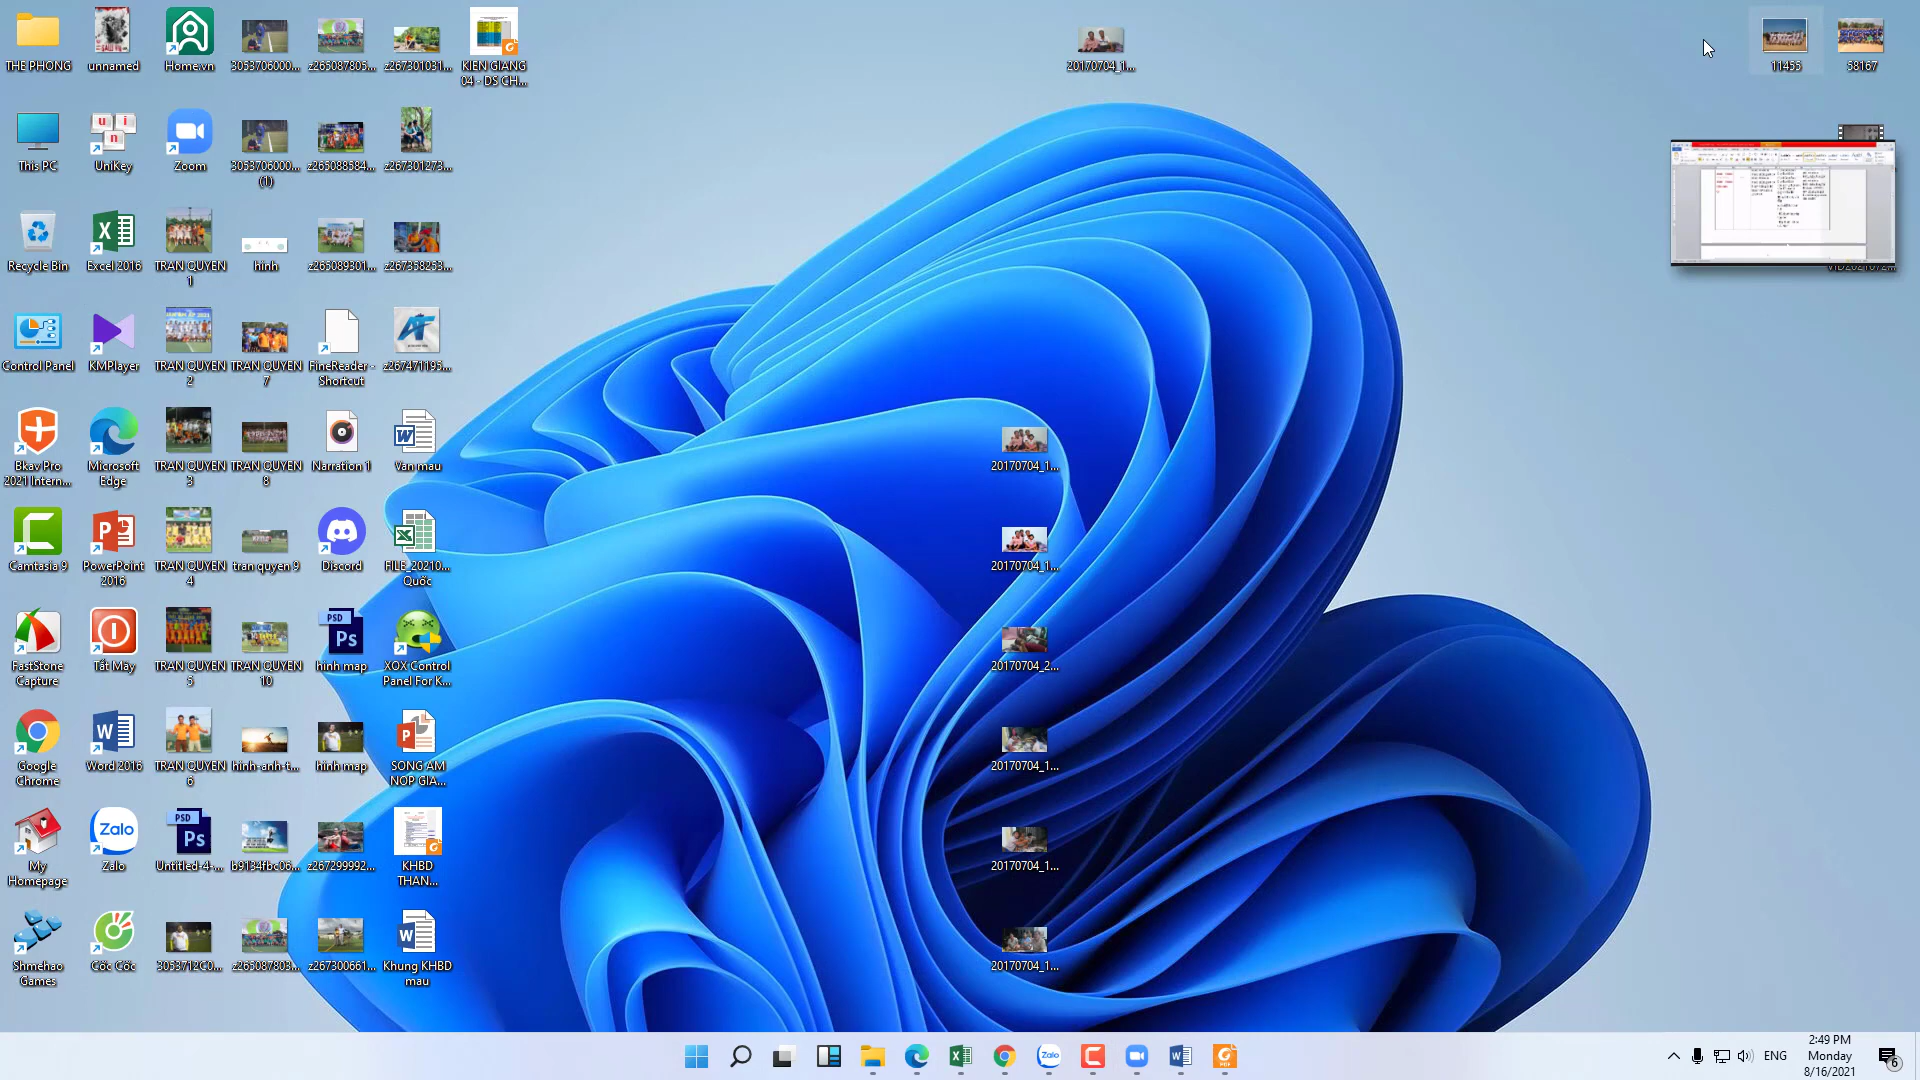 THE PHONG
unnamed
Home.vn
3053706000...
z265087805...
z267301031...
KIEN GIANG
04 - DS CH...
20170704_1...
11455
58167
This PC
UniKey
Zoom
3053706000...
(1)
z265088584...
z267301273...
Recycle Bin
Excel 2016
TRAN QUYEN
1
hinh
z265089301...
z267358253...
Control Panel
KMPlayer
TRAN QUYEN
2
TRAN QUYEN
7
FineReader -
Shortcut
z267471195...
Bkav Pro
2021 Intern...
Microsoft
Edge
TRAN QUYEN
3
TRAN QUYEN
8
Narration 1
Van mau
20170704_1...
Camtasia 9
PowerPoint
2016
TRAN QUYEN
4
tran quyen 9
Discord
FILE_20210...
Quốc
20170704_1...
FastStone
Capture
Tắt Máy
TRAN QUYEN
5
TRAN QUYEN
10
hinh map
XOX Control
Panel For K...
20170704_2...
Google
Chrome
Word 2016
TRAN QUYEN
6
hinh-anh-t...
hinh map
SONG AM
NOP GIA...
20170704_1...
My
Homepage
Zalo
Untitled-4-...
b9134fbc06...
z267299992...
KHBD
THAN...
20170704_1...
Shmehao
Games
Cốc Cốc
3053712C0...
z265087803...
z267300661...
Khung KHBD
mau
20170704_1...
ENG
2:49 PM
Monday
8/16/2021
6